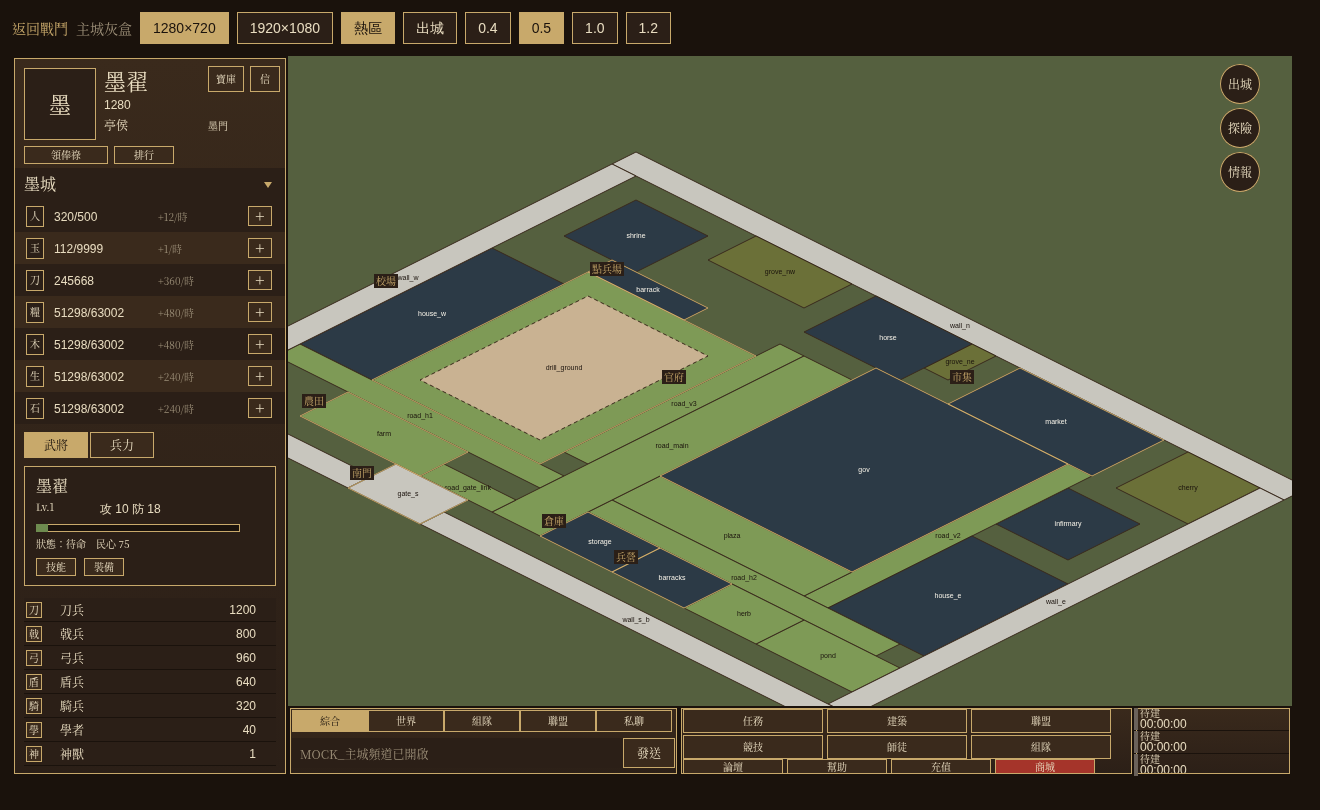 返回戰鬥 主城灰盒 1280×720 1920×1080 熱區 出城 0.4 0.5 1.0 1.2
墨
墨翟
寶庫 信
1280
亭侯 墨門
領俸祿 排行
墨城
人 320/500 +12/時 +
玉 112/9999 +1/時 +
刀 245668 +360/時 +
糧 51298/63002 +480/時 +
木 51298/63002 +480/時 +
生 51298/63002 +240/時 +
石 51298/63002 +240/時 +
武將 兵力
墨翟
Lv.1 攻 10 防 18
狀態：待命 民心 75
技能 裝備
刀 刀兵 1200
戟 戟兵 800
弓 弓兵 960
盾 盾兵 640
騎 騎兵 320
學 學者 40
神 神獸 1
出城
探險
情報
shrine
點兵場
grove_nw
校場 wall_w
barrack
house_w
wall_n
horse
grove_ne
drill_ground
官府
市集
農田
road_v3
road_h1
market
farm
road_main
gov
南門
gate_s
road_gate_link
cherry
倉庫
infirmary
storage
plaza
road_v2
兵營
barracks
road_h2
house_e
wall_e
herb
wall_s_b
pond
綜合 世界 組隊 聯盟 私聊
MOCK_主城頻道已開啟 發送
任務 建築 聯盟
競技 師徒 組隊
論壇 幫助 充值 商城
待建
00:00:00
待建
00:00:00
待建
00:00:00